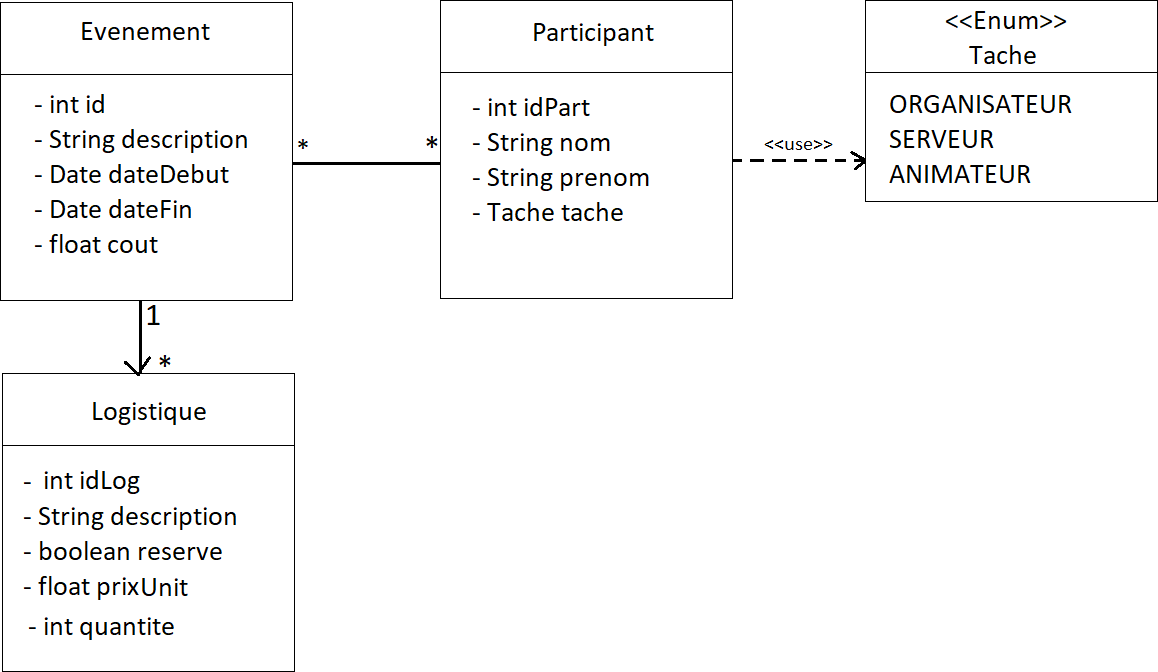 Evenement
- int id
- String description
- Date dateDebut
- Date dateFin
- float cout
*
*
Participant
- int idPart
- String nom
- String prenom
- Tache tache
<<use>>
<<Enum>>
Tache
ORGANISATEUR
SERVEUR
ANIMATEUR
1
*
Logistique
- int idLog
- String description
- boolean reserve
- float prixUnit
- int quantite